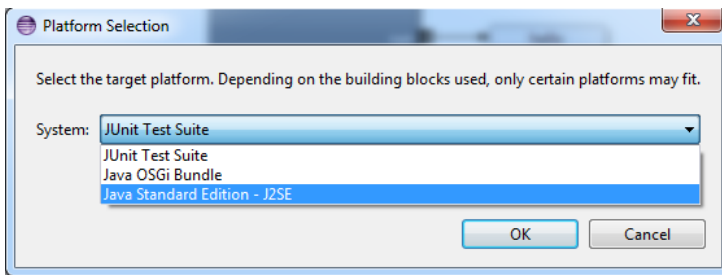 Platform Selection
Select the target platform. Depending on the building blocks used, only certain platforms may fit.
System: JUnit Test Suite
JUnit Test Suite
Java OSGi Bundle
Java Standard Edition - J2SE
OK Cancel